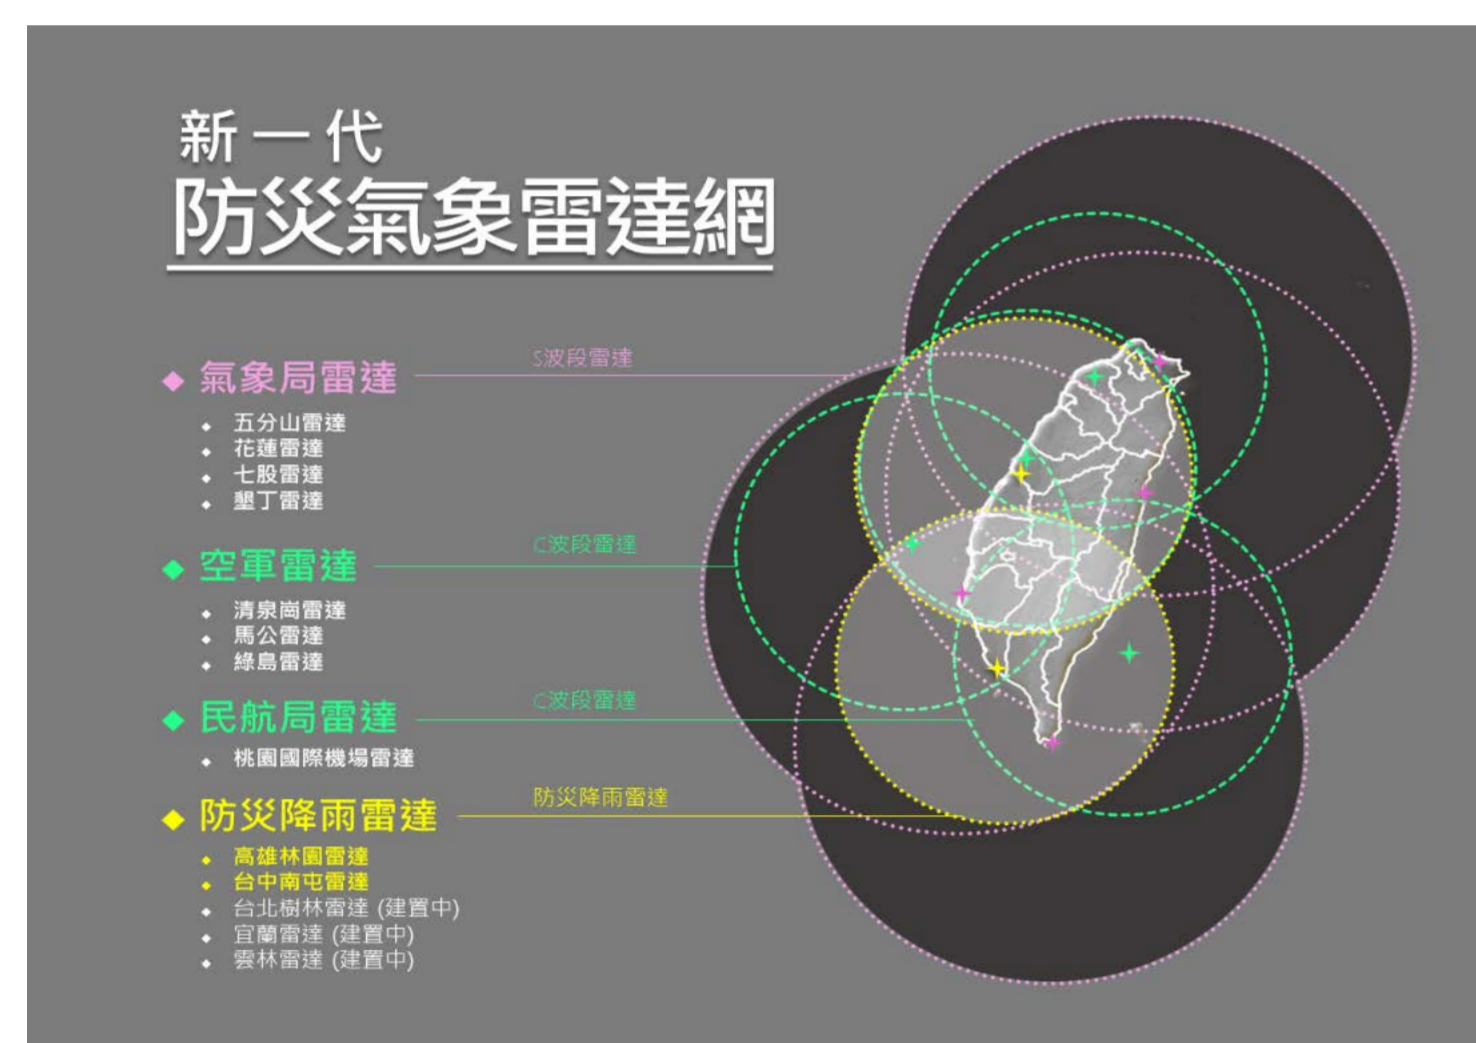 新一代
防災氣象雷達網
氣象局雷達
S波段雷達
五分山雷達
花蓮雷達
七股雷達
墾丁雷達
空軍雷達
C波段雷達
清泉崗雷達
馬公雷達
綠島雷達
民航局雷達
C波段雷達
桃園國際機場雷達
防災降雨雷達
防災降雨雷達
高雄林園雷達
台中南屯雷達
台北樹林雷達 (建置中)
宜蘭雷達 (建置中)
雲林雷達 (建置中)